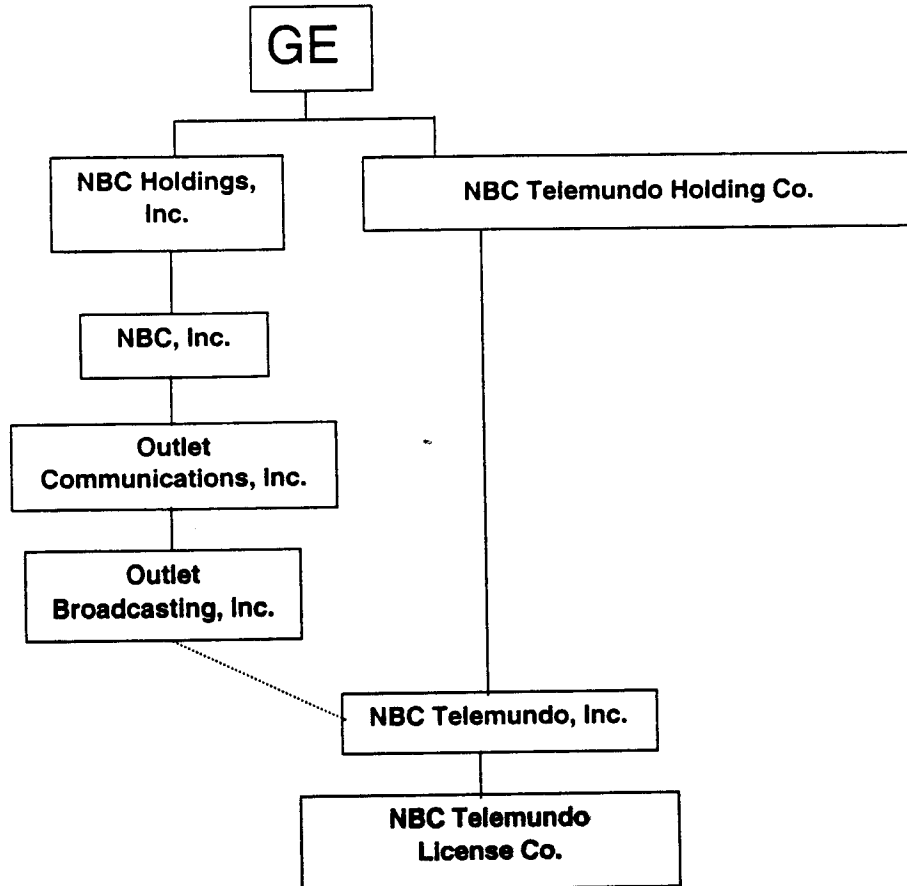 GE
NBC Holdings,
Inc.
NBC Telemundo Holding Co.
NBC, Inc.
Outlet
Communications, Inc.
Outlet
Broadcasting, Inc.
NBC Telemundo, Inc.
NBC Telemundo
License Co.